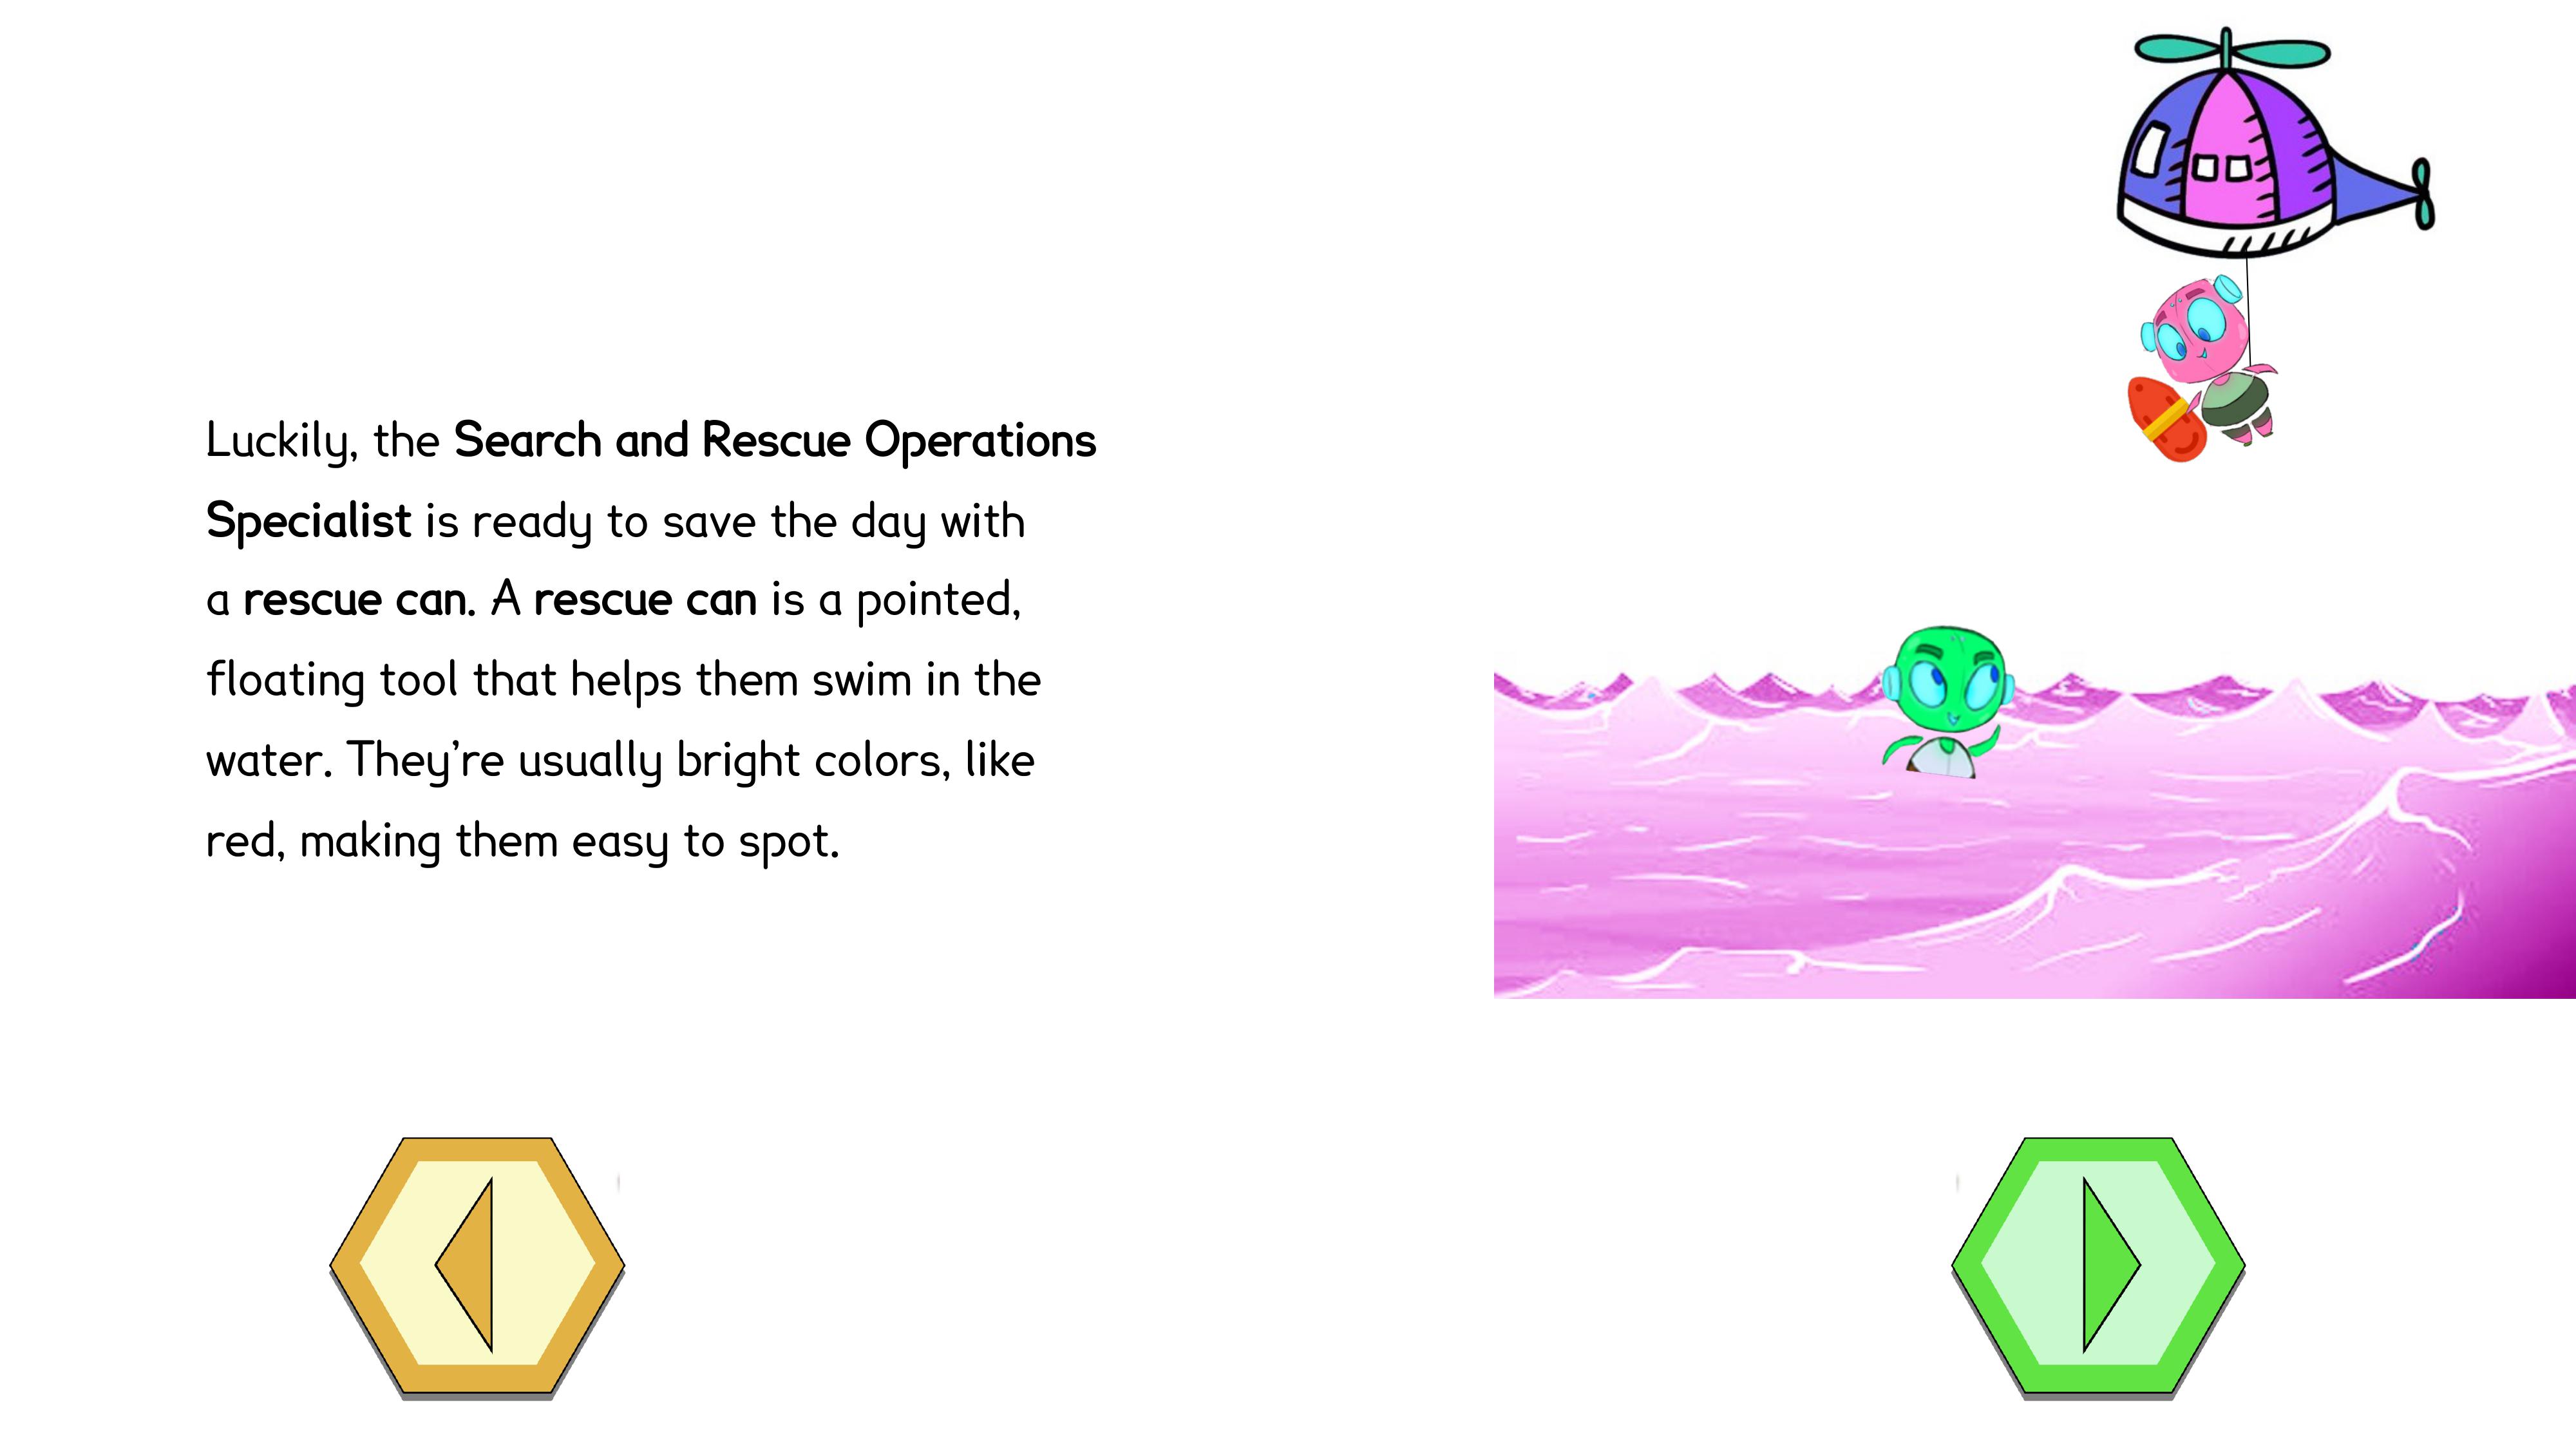 Luckily, the Search and Rescue Operations
Specialist is ready to save the day with
a rescue can. A rescue can is a pointed,
floating tool that helps them swim in the
water. They're usually bright colors, like
red, making them easy to spot.